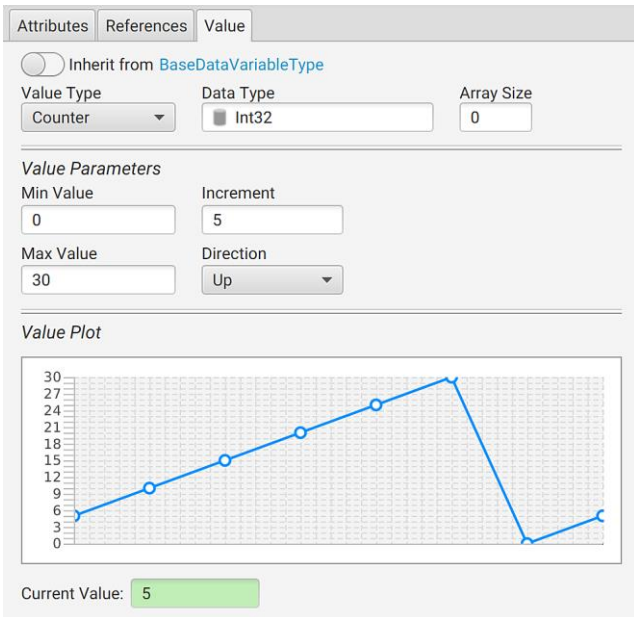 Attributes References Value
Inherit from BaseDataVariableType
Value Type Data Type Array Size
Counter Int32 0
Value Parameters
Min Value Increment
0 5
Max Value Direction
30 Up
Value Plot
30
27
24
21
18
15
12
9
6
3
0
Current Value: 5